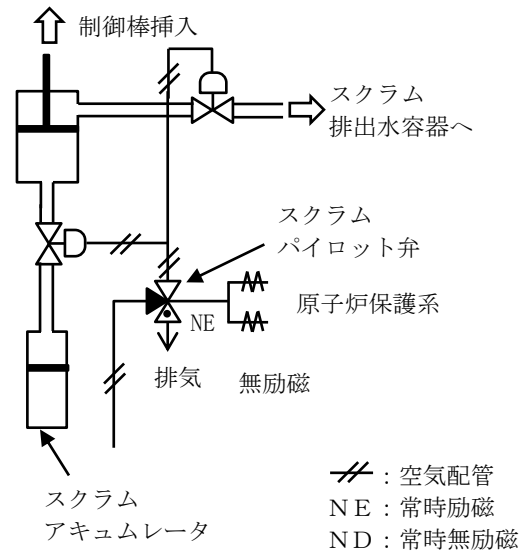 制御棒挿入
スクラム
排出水容器へ
スクラム
パイロット弁
原子炉保護系
NE
排気
無励磁
スクラム
アキュムレータ
：空気配管
ＮＥ：常時励磁
ＮＤ：常時無励磁